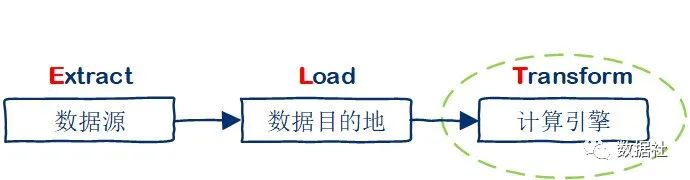 Extract
Load
Transform
数据源
数据目的地
计算引擎
数据社